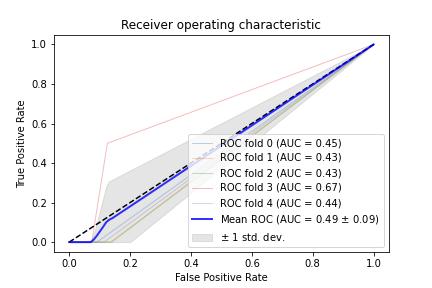 Receiver operating characteristic
True Positive Rate
1.0
0.8
0.6
0.4
0.2
0.0
ROC fold 0 (AUC = 0.45)
ROC fold 1 (AUC = 0.43)
ROC fold 2 (AUC = 0.43)
ROC fold 3 (AUC = 0.67)
ROC fold 4 (AUC = 0.44)
Mean ROC (AUC = 0.49 ± 0.09)
± 1 std. dev.
0.0 0.2 0.4 0.6 0.8 1.0
False Positive Rate